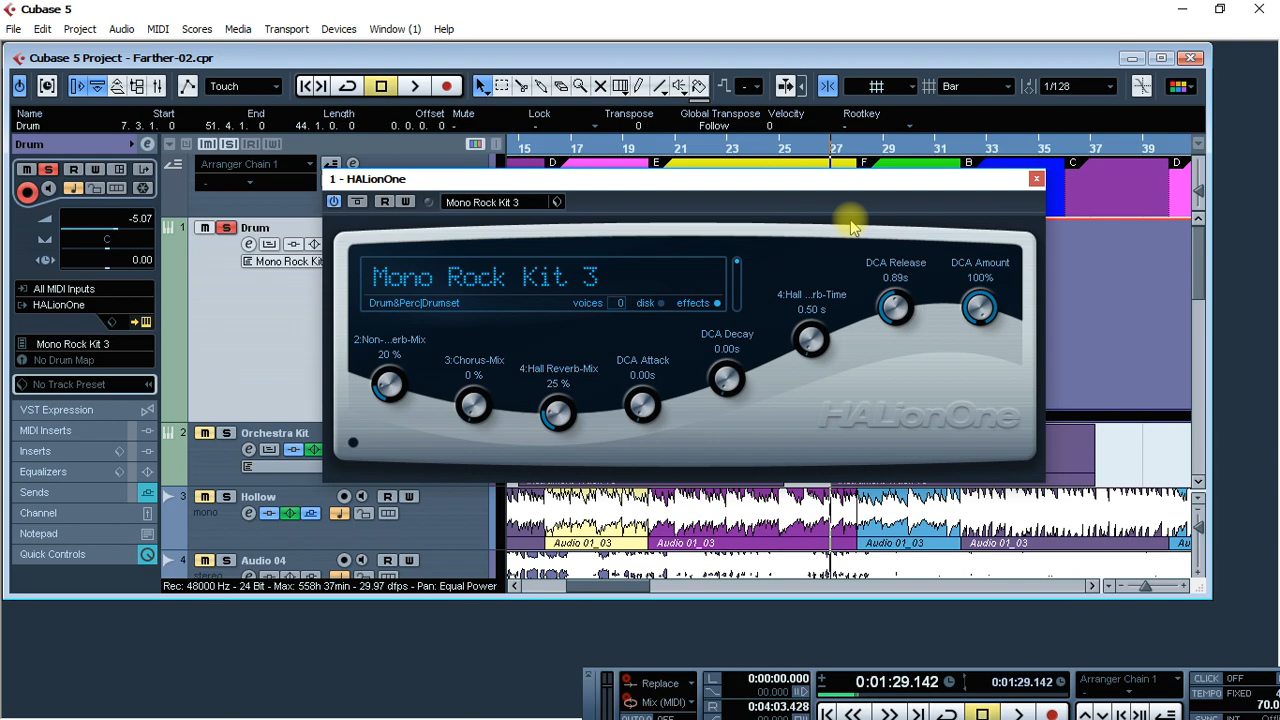 Cubase 5
File Edit Project Audio MIDI Scores Media Transport Devices Window (1) Help
Cubase 5 Project - Farther-02.cpr
Touch Bar 1/128
Name Start End Length Offset Mute Lock Transpose Global Transpose Velocity Rootkey
Drum 7. 3. 1. 0 51. 4. 1. 0 44. 1. 0. 0 0. 0. 0. 0 - - 0 Follow 0 -
Drum
15 17 19 21 23 25 27 29 31 33 35 37 39
Arranger Chain 1
D E F B C D
M S R W
1 - HALionOne
R W Mono Rock Kit 3
-5.07
C
0.00
1 M S Drum
Mono Rock Kit
Mono Rock Kit 3
Drum&Perc|Drumset voices 0 disk effects
DCA Release
0.89s
DCA Amount
100%
4:Hall ...rb-Time
0.50 s
DCA Decay
0.00s
2:Non-...erb-Mix
20 %
3:Chorus-Mix
0 %
4:Hall Reverb-Mix
25 %
DCA Attack
0.00s
HALionOne
All MIDI Inputs
HALionOne
Mono Rock Kit 3
No Drum Map
No Track Preset
VST Expression
MIDI Inserts
Inserts
Equalizers
Sends
Channel
Notepad
Quick Controls
2 M S Orchestra Kit
3 M S Hollow R W
mono
Audio 01_03 Audio 01_03 Audio 01_03 Audio 01_03
4 M S Audio 04 R W
stereo
Rec: 48000 Hz - 24 Bit - Max: 558h 37min - 29.97 dfps - Pan: Equal Power
Replace
Mix (MIDI)
L 0:00:00.000
00.000
R 0:04:03.428
0:01:29.142 0:01:29.142
Arranger Chain 1
CLICK OFF
TEMPO FIXED
70.0